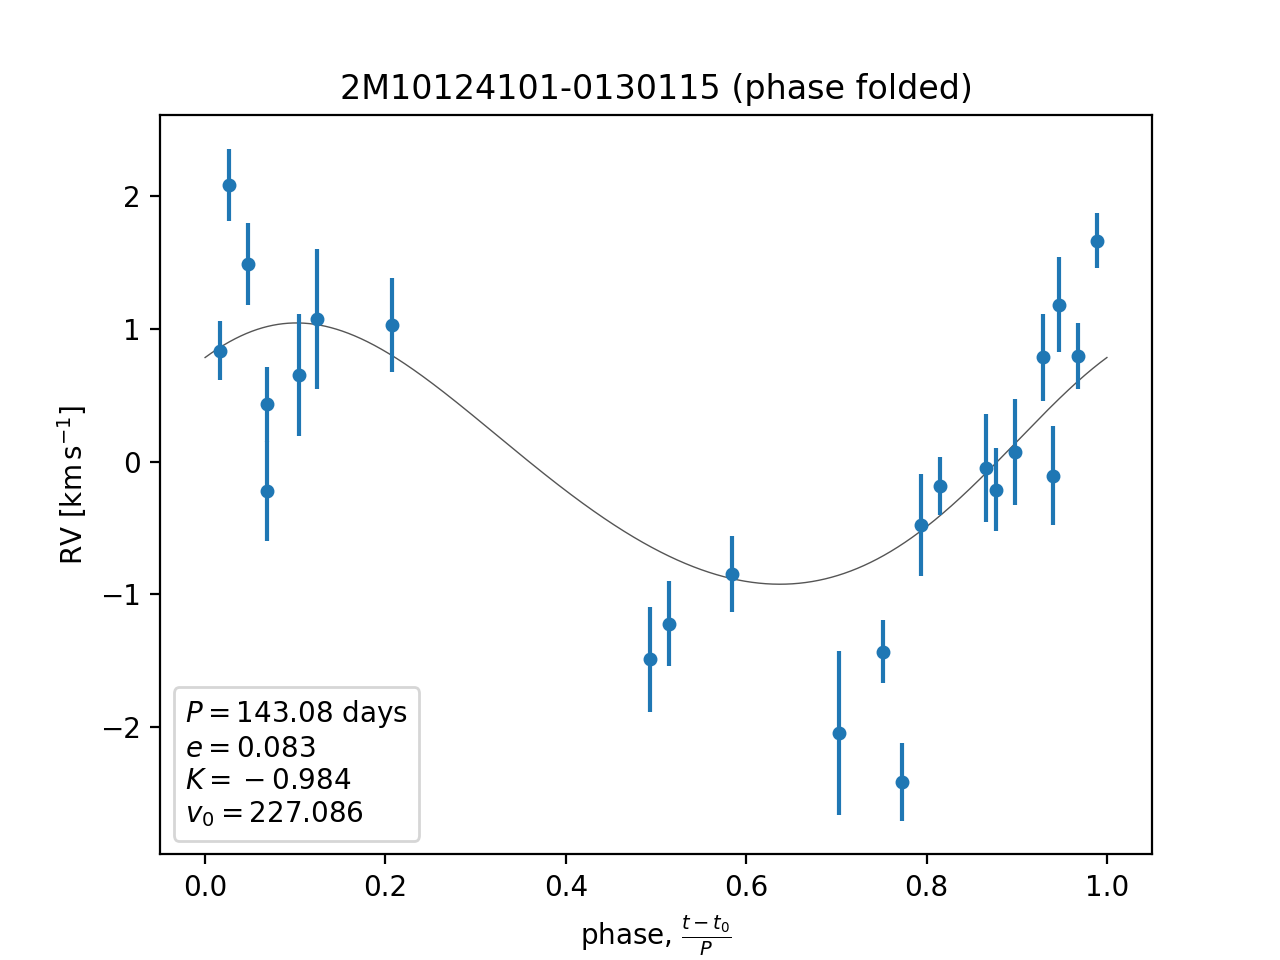 2M10124101-0130115 (phase folded)
RV [km s⁻¹]
2
1
0
−1
−2
P = 143.08 days
e = 0.083
K = −0.984
v₀ = 227.086
0.0 0.2 0.4 0.6 0.8 1.0
phase, (t − t₀)/P